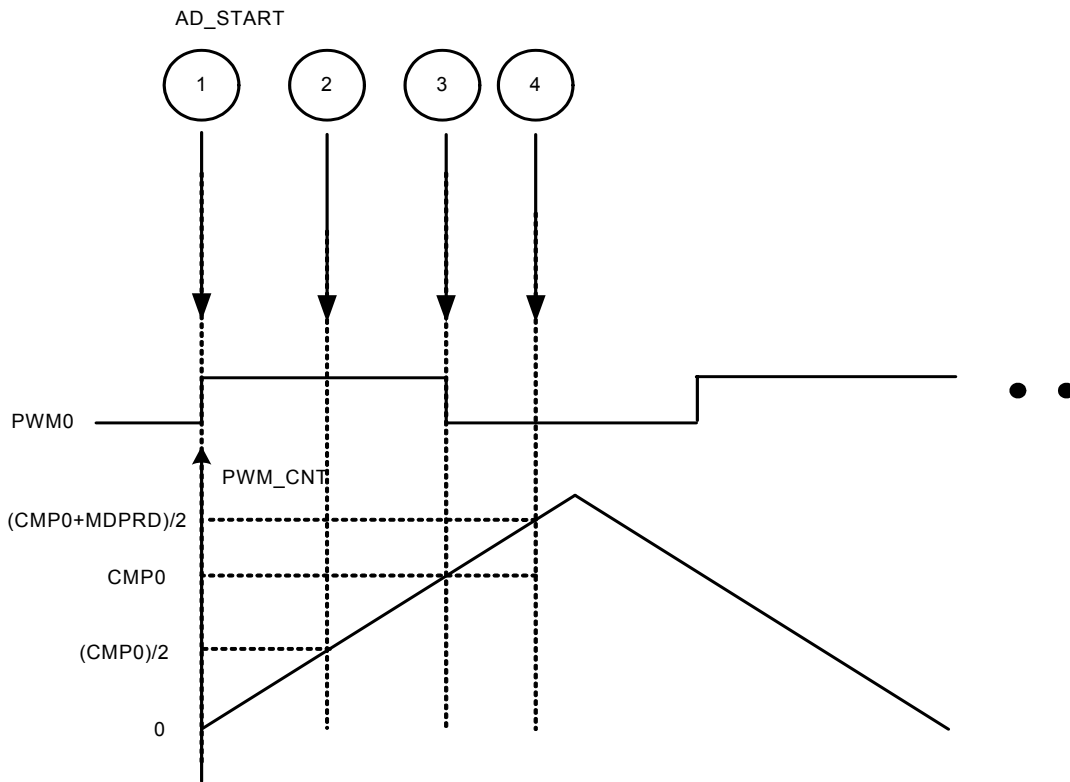 AD_START
1
2
3
4
PWM0
PWM_CNT
(CMP0+MDPRD)/2
CMP0
(CMP0)/2
0